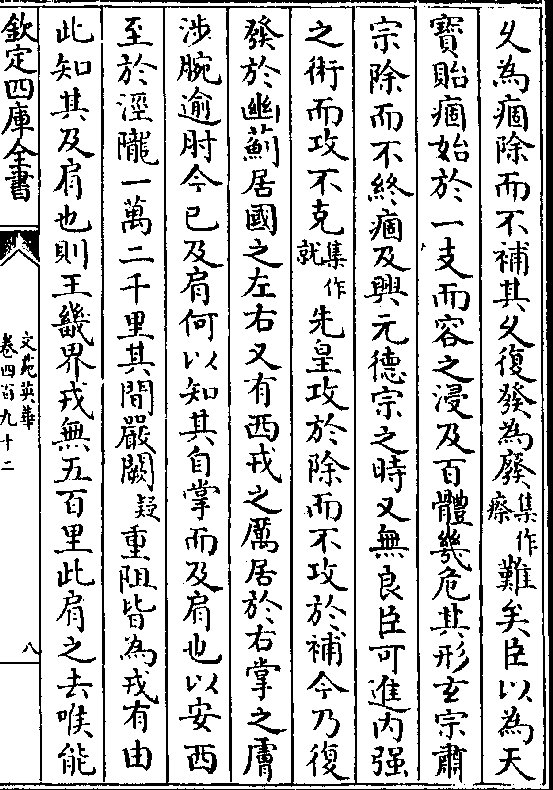 乆為痼除而不補其乆復發為廢集作瘵難矣臣以為天
寶貽痼始於一支而容之浸及百體幾危其形玄宗肅
宗除而不終痼及興元德宗之時又無良臣可進内强
之術而攻不克集作就先皇攻於除而不攻於補今乃復
發於幽薊居國之左右又有西戎之厲居於右掌之膚
涉腕逾肘今已及肩何以知其自掌而及肩也以安西
至於涇隴一萬二千里其間嚴闕疑重阻皆為戎有由
此知其及肩也則王畿界戎無五百里此肩之去喉能
欽定四庫全書
文苑英華
卷四百九十二
八